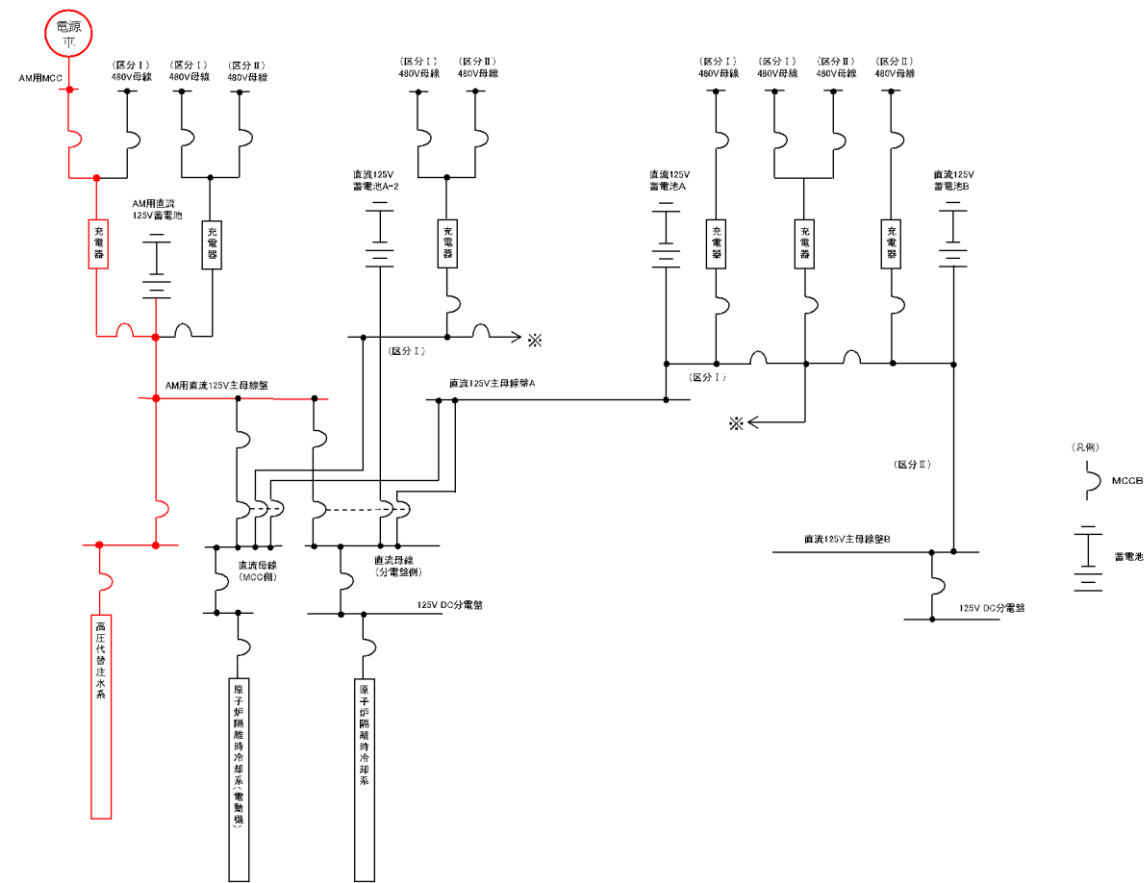 電源
車
AM用MCC
(区分Ⅰ)
480V母線
(区分Ⅰ)
480V母線
(区分Ⅱ)
480V母線
(区分Ⅰ)
480V母線
(区分Ⅱ)
480V母線
(区分Ⅰ)
480V母線
(区分Ⅰ)
480V母線
(区分Ⅱ)
480V母線
(区分Ⅱ)
480V母線
AM用直流
125V蓄電池
直流125V
蓄電池A-2
直流125V
蓄電池A
直流125V
蓄電池B
充電器
充電器
充電器
充電器
充電器
充電器
※
(区分Ⅰ)
(区分Ⅰ)
AM用直流125V主母線盤
直流125V主母線盤A
※
(区分Ⅱ)
(凡例)
MCCB
蓄電池
直流母線
(MCC側)
直流母線
(分電盤側)
直流125V主母線盤B
125V DC分電盤
125V DC分電盤
高圧代替注水系
原子炉隔離時冷却系(電動機)
原子炉隔離時冷却系